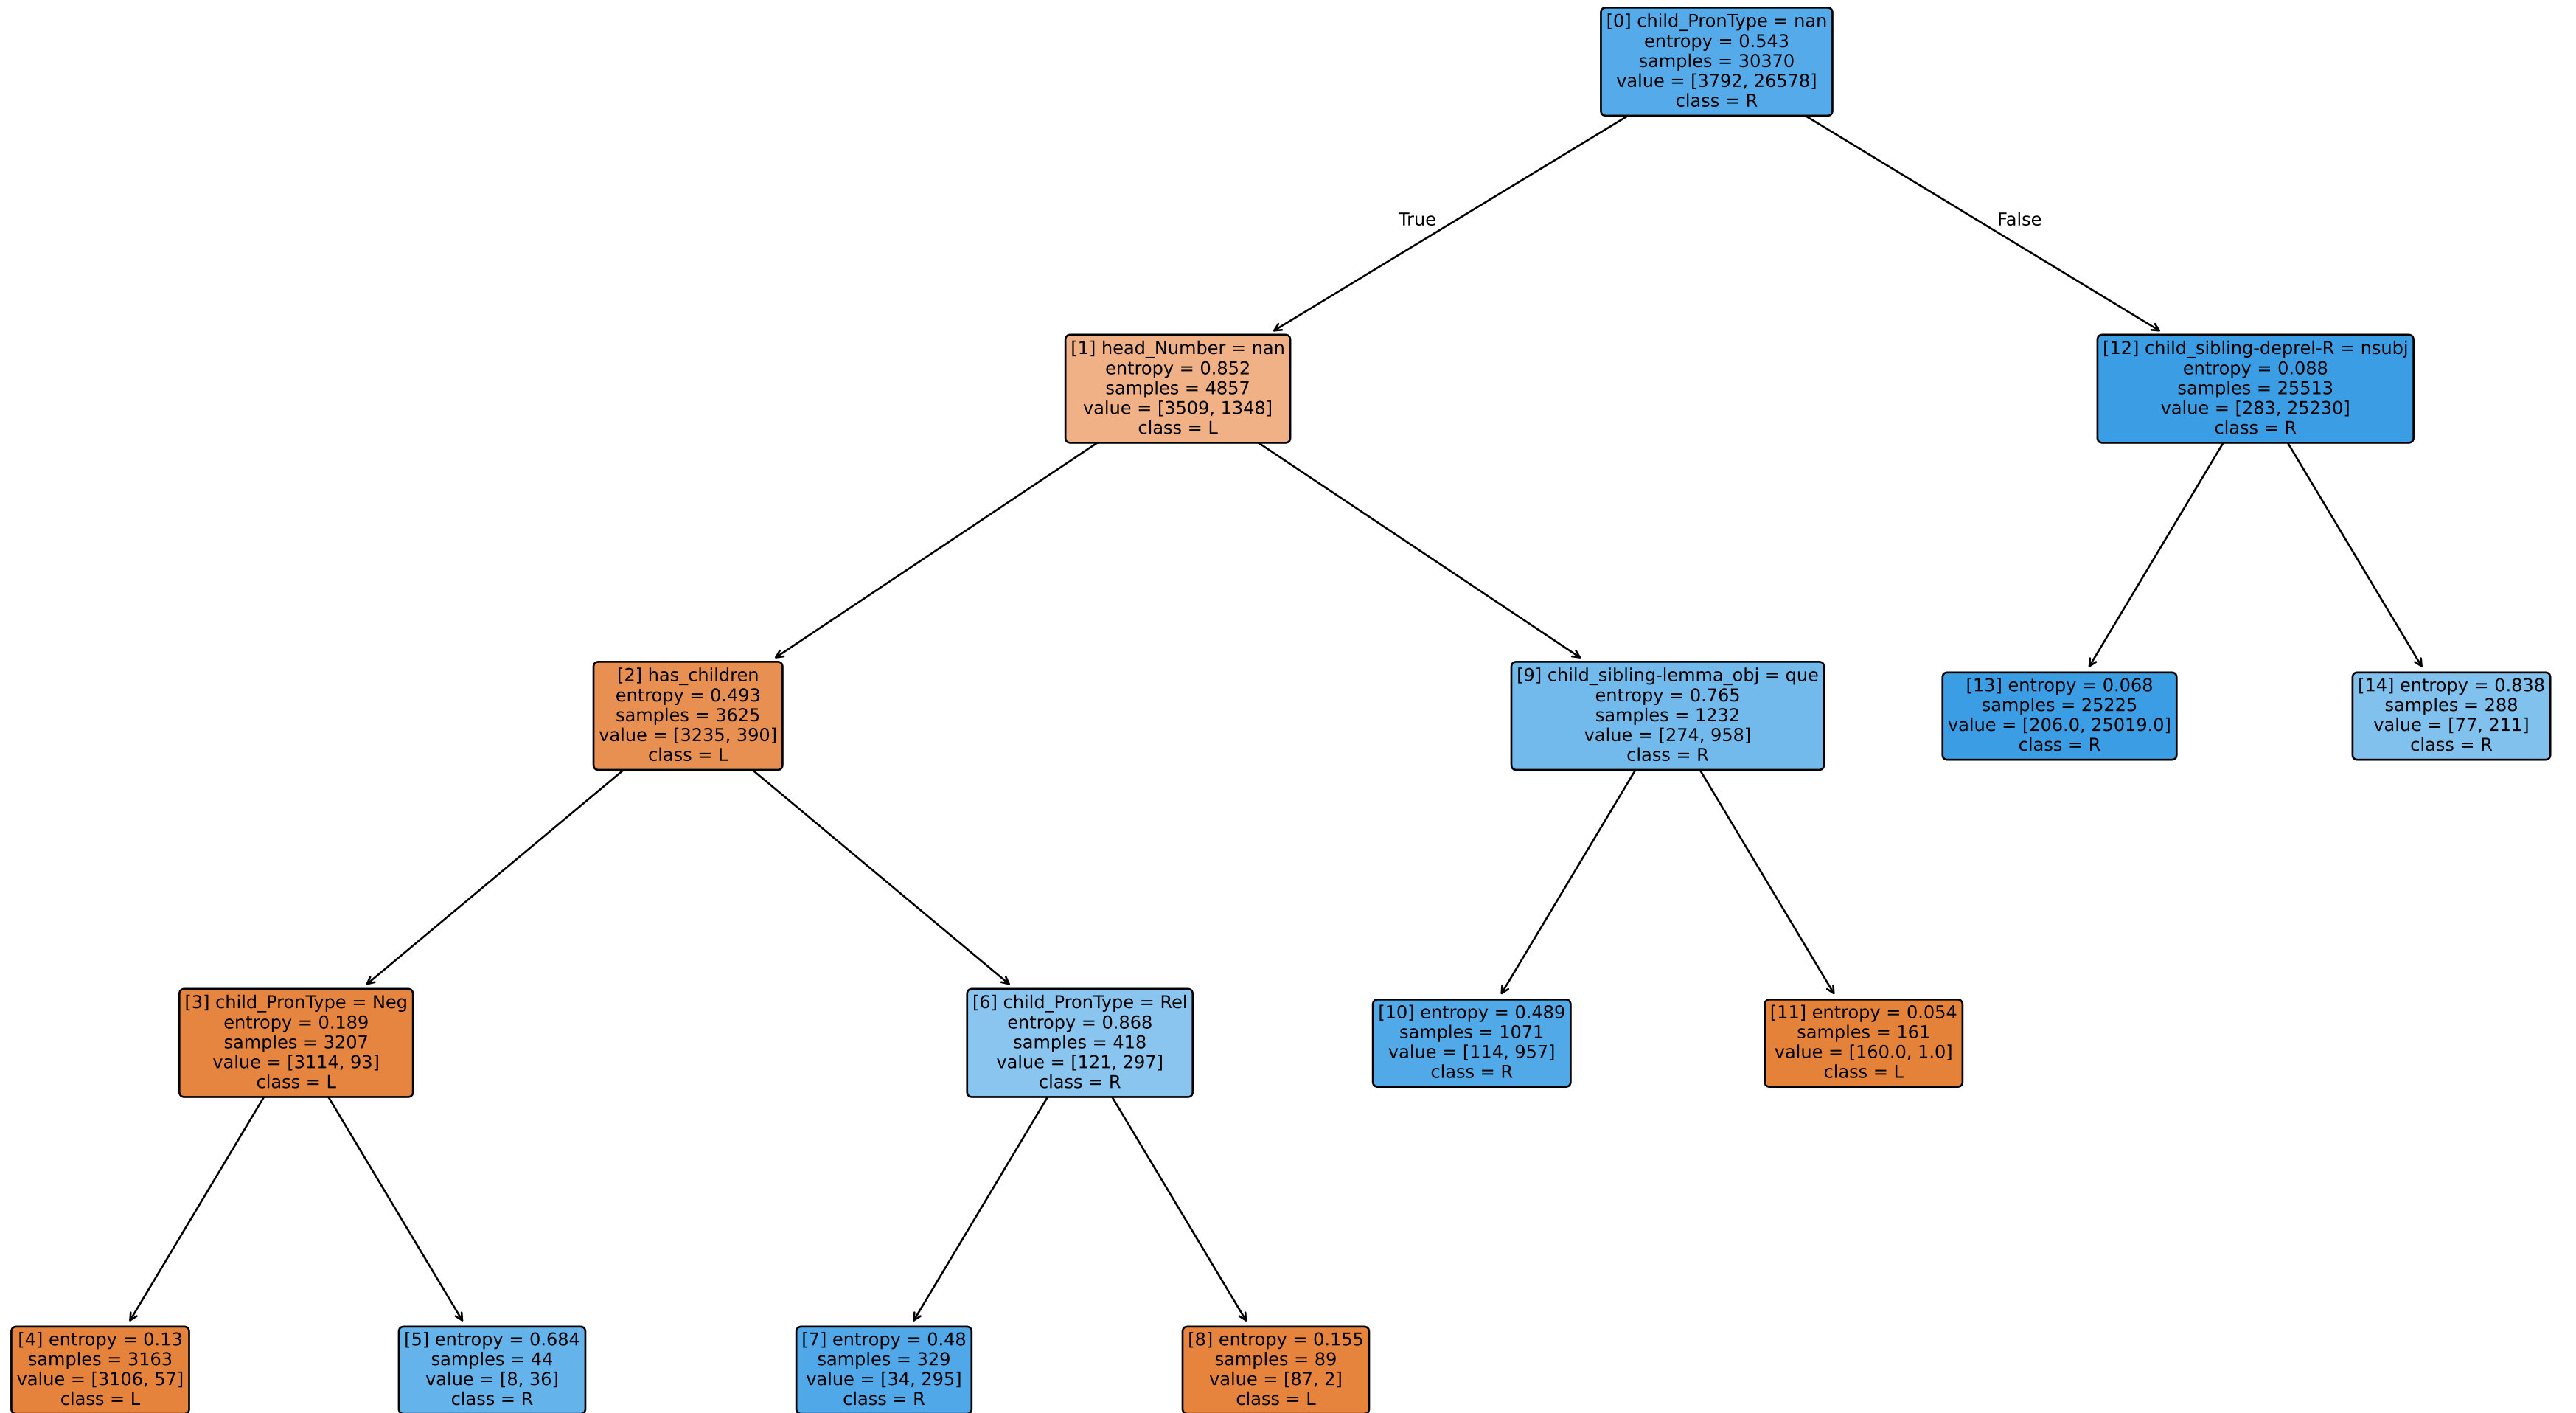 [0] child_PronType = nan
entropy = 0.543
samples = 30370
value = [3792, 26578]
class = R
True
False
[1] head_Number = nan
entropy = 0.852
samples = 4857
value = [3509, 1348]
class = L
[12] child_sibling-deprel-R = nsubj
entropy = 0.088
samples = 25513
value = [283, 25230]
class = R
[2] has_children
entropy = 0.493
samples = 3625
value = [3235, 390]
class = L
[9] child_sibling-lemma_obj = que
entropy = 0.765
samples = 1232
value = [274, 958]
class = R
[13] entropy = 0.068
samples = 25225
value = [206.0, 25019.0]
class = R
[14] entropy = 0.838
samples = 288
value = [77, 211]
class = R
[3] child_PronType = Neg
entropy = 0.189
samples = 3207
value = [3114, 93]
class = L
[6] child_PronType = Rel
entropy = 0.868
samples = 418
value = [121, 297]
class = R
[10] entropy = 0.489
samples = 1071
value = [114, 957]
class = R
[11] entropy = 0.054
samples = 161
value = [160.0, 1.0]
class = L
[4] entropy = 0.13
samples = 3163
value = [3106, 57]
class = L
[5] entropy = 0.684
samples = 44
value = [8, 36]
class = R
[7] entropy = 0.48
samples = 329
value = [34, 295]
class = R
[8] entropy = 0.155
samples = 89
value = [87, 2]
class = L